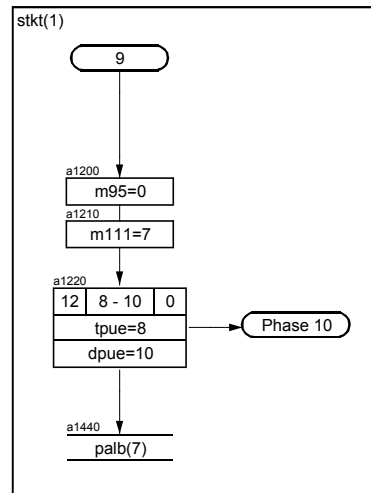 stkt(1)
9
a1200
m95=0
a1210
m111=7
a1220
12 8 - 10 0
tpue=8
Phase 10
dpue=10
a1440
palb(7)